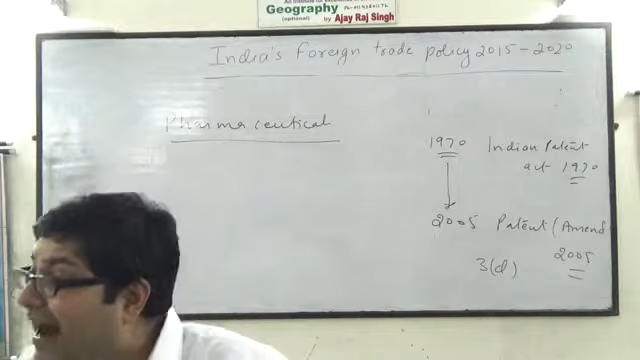 Geography
(optional) by Ajay Raj Singh
India's Foreign trade policy 2015-2020
Pharmaceutical
1970 Indian Patent
act 1970
2005 Patent (Amend
2005
3(d)